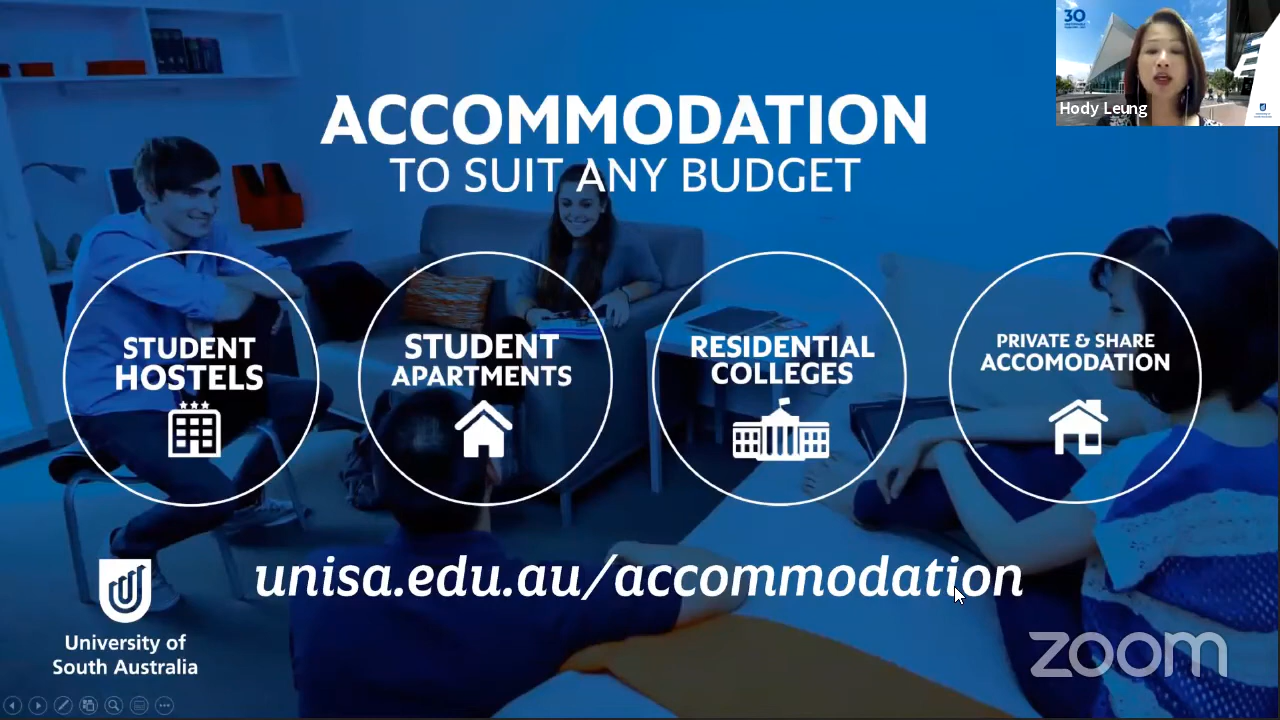 30
Hody Leung
ACCOMMODATION
TO SUIT ANY BUDGET
STUDENT
HOSTELS
STUDENT
APARTMENTS
RESIDENTIAL
COLLEGES
PRIVATE & SHARE
ACCOMODATION
unisa.edu.au/accommodation
University of
South Australia
zoom